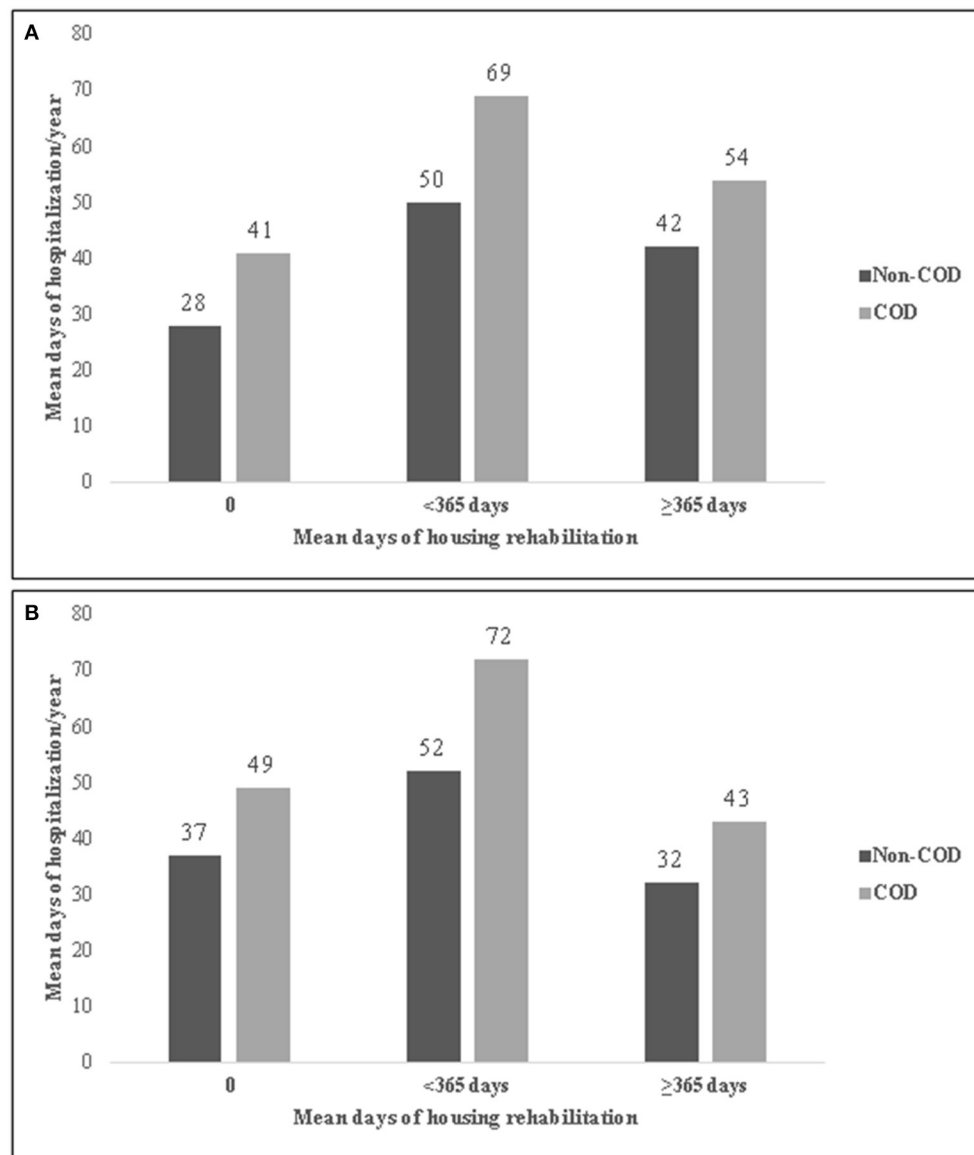 A
Mean days of hospitalization/year
80
70
60
50
40
30
20
10
0
28
41
50
69
42
54
0
<365 days
≥365 days
Mean days of housing rehabilitation
Non-COD
COD
B
Mean days of hospitalization/year
80
70
60
50
40
30
20
10
0
37
49
52
72
32
43
0
<365 days
≥365 days
Mean days of housing rehabilitation
Non-COD
COD